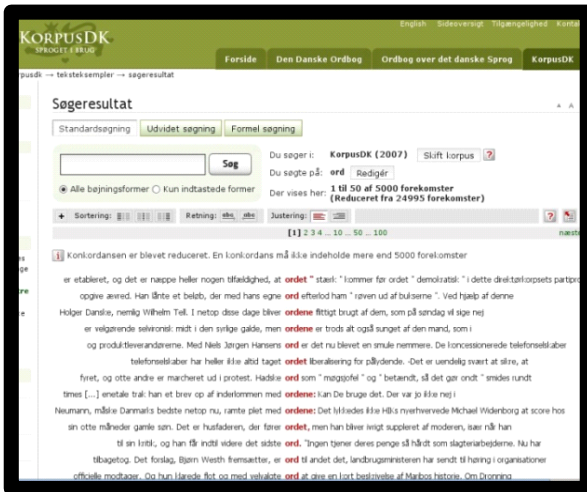 English Sideoversigt Tilgængelighed
KORPUSDK
SPROGET I BRUG
Forside Den Danske Ordbog Ordbog over det danske Sprog KorpusDK
→ teksteksempler → søgeresultat
Søgeresultat
A A
Standardsøgning Udvidet søgning Formel søgning
Søg
Alle bøjningsformer Kun indtastede former
Du søger i: KorpusDK (2007) Skift korpus ?
Du søgte på: ord Redigér
Der vises her: 1 til 50 af 5000 forekomster
(Reduceret fra 24995 forekomster)
+ Sortering: Retning: abc abc Justering: ?
[1] 2 3 4 .. 10 .. 50 .. 100 næste
i Konkordansen er blevet reduceret. En konkordans må ikke indeholde mere end 5000 forekomster
er etableret, og det er næppe heller nogen tilfældighed, at ordet " stærk " kommer før ordet " demokratisk " i dette direktørkorpsets
opgive ævred. Han lånte et beløb, der med hans egne ord efterlod ham " røven ud af bukserne ". Ved hjælp af denne
Holger Danske, nemlig Wilhelm Tell. I netop disse dage bliver ordene flittigt brugt af dem, som på søndag vil sige nej
er velgørende selvironisk midt i den syrlige galde, men ordene er trods alt også sunget af den mand, som i
og produktleverandørerne. Med Niels Jørgen Hansens ord er det nu blevet en smule nemmere. De koncessionerede telefonselskaber
telefonselskaber har heller ikke altid taget ordet liberalisering for pålydende. -Det er uendelig svært at sikre, at
fyret, og otte andre er marcheret ud i protest. Hadske ord som " møgsjofel " og " betændt, så det gør ondt " smides rundt
times [...] enetale trak han et brev op af inderlommen med ordene: Kan De bruge det. Der var jo ikke nej i
Neumann, måske Danmarks bedste netop nu, ramte plet med ordene: Det lykkedes ikke HIKs nyerhvervede Michael Widenborg at score hos
sin otte måneder gamle søn. Det er husfaderen, der fører ordet, men han bliver ivrigt suppleret af moderen, især når han
til sin kritik, og han får indtil videre det sidste ord. "Ingen tjener deres penge så hårdt som slagteriarbejderne. Nu har
tilbagetog. Det forslag, Bjørn Westh fremsætter, er ord til andet det, landbrugsministeren har sendt til høring i organisationer
officielle modtager. Og hun klarede flot og med velvalgte ord at give en kort beskrivelse af Maribos historie. Om Dronning